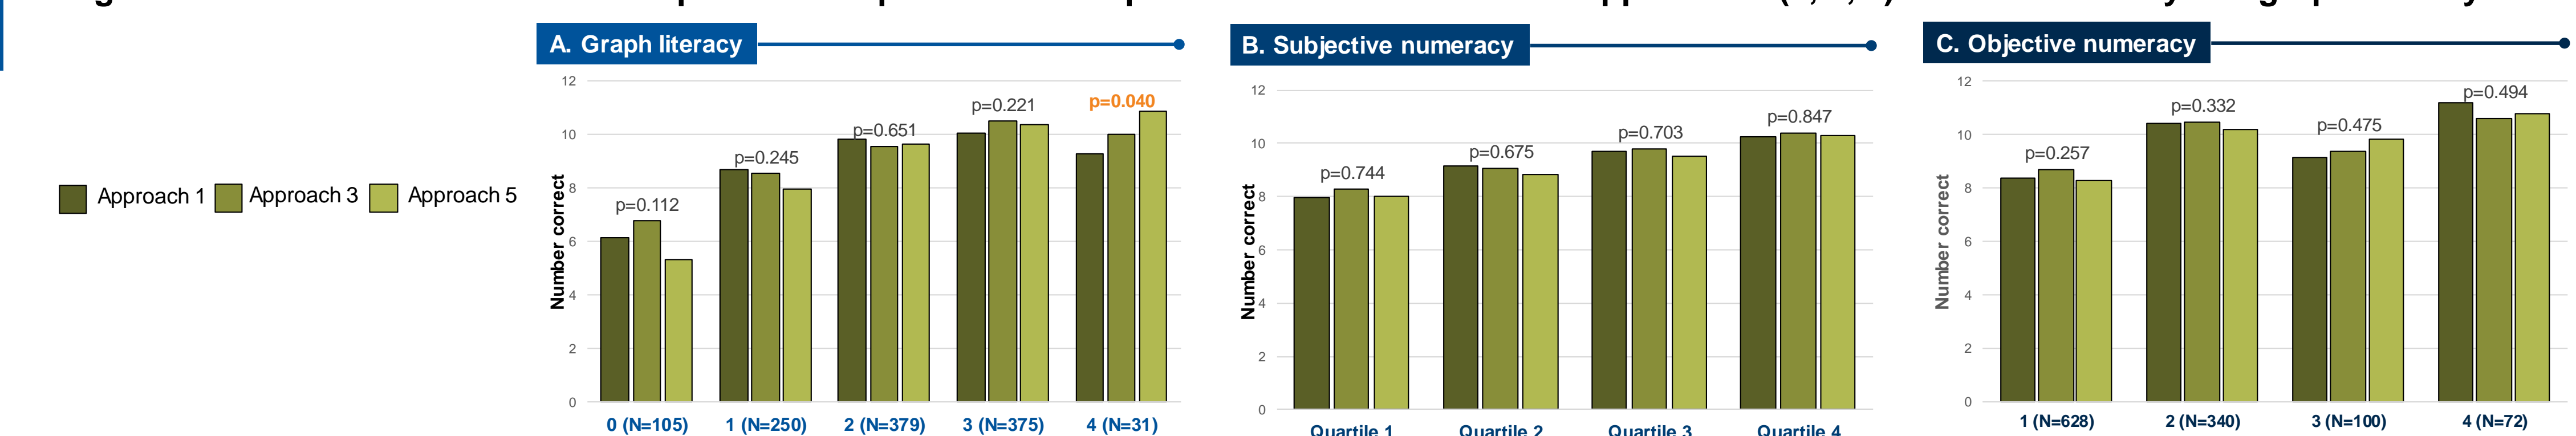 A. Graph literacy
B. Subjective numeracy
C. Objective numeracy
Approach 1
Approach 3
Approach 5
Number correct
12
10
8
6
4
2
0
p=0.112
p=0.245
p=0.651
p=0.221
p=0.040
0 (N=105)
1 (N=250)
2 (N=379)
3 (N=375)
4 (N=31)
Number correct
12
10
8
6
4
2
0
p=0.744
p=0.675
p=0.703
p=0.847
Quartile 1
Quartile 2
Quartile 3
Quartile 4
Number correct
12
10
8
6
4
2
0
p=0.257
p=0.332
p=0.475
p=0.494
1 (N=628)
2 (N=340)
3 (N=100)
4 (N=72)